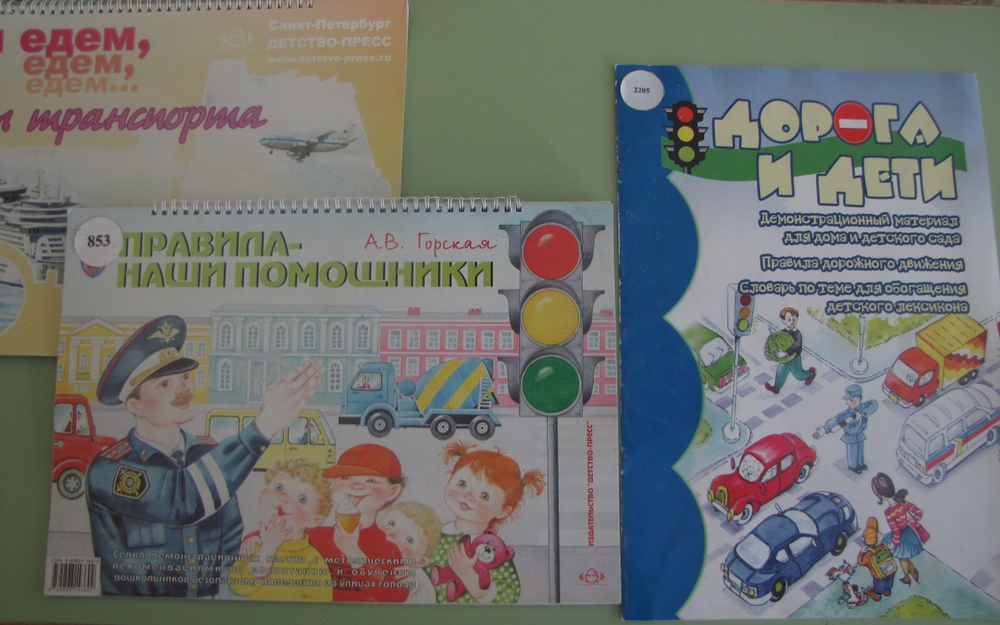 едем,
едем,
едем...
транспорта
Санкт-Петербург
ДЕТСТВО-ПРЕСС
www.detstvo-press.ru
853
ПРАВИЛА-
НАШИ ПОМОЩНИКИ
А.В. Горская
ИЗДАТЕЛЬСТВО "ДЕТСТВО-ПРЕСС"
Серия демонстрационных картин с методическими
рекомендациями по воспитанию и обучению
дошкольников безопасному поведению на улицах города
2205
ДОРОГА
И ДЕТИ
Демонстрационный материал
для дома и детского сада
Правила дорожного движения
Словарь по теме для обогащения
детского лексикона